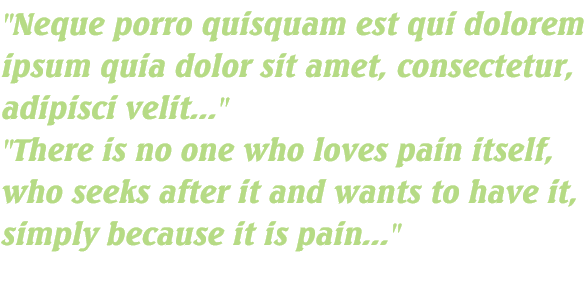 "Neque porro quisquam est qui dolorem
ipsum quia dolor sit amet, consectetur,
adipisci velit..."
"There is no one who loves pain itself,
who seeks after it and wants to have it,
simply because it is pain..."